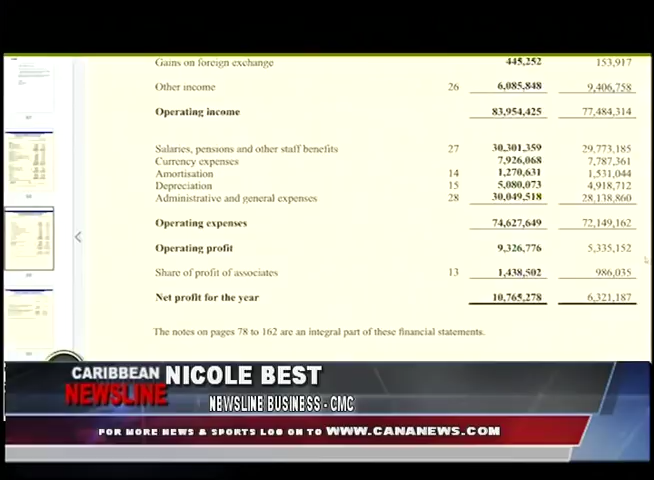 Gains on foreign exchange 445,252 153,917
Other income 26 6,085,848 9,406,758
Operating income 83,954,425 77,484,314
Salaries, pensions and other staff benefits 27 30,301,359 29,773,185
Currency expenses 7,926,068 7,787,361
Amortisation 14 1,270,631 1,531,044
Depreciation 15 5,080,073 4,918,712
Administrative and general expenses 28 30,049,518 28,138,860
Operating expenses 74,627,649 72,149,162
Operating profit 9,326,776 5,335,152
Share of profit of associates 13 1,438,502 986,035
Net profit for the year 10,765,278 6,321,187
The notes on pages 78 to 162 are an integral part of these financial statements.
CARIBBEAN NEWSLINE
NICOLE BEST
NEWSLINE BUSINESS - CMC
FOR MORE NEWS & SPORTS LOG ON TO WWW.CANANEWS.COM